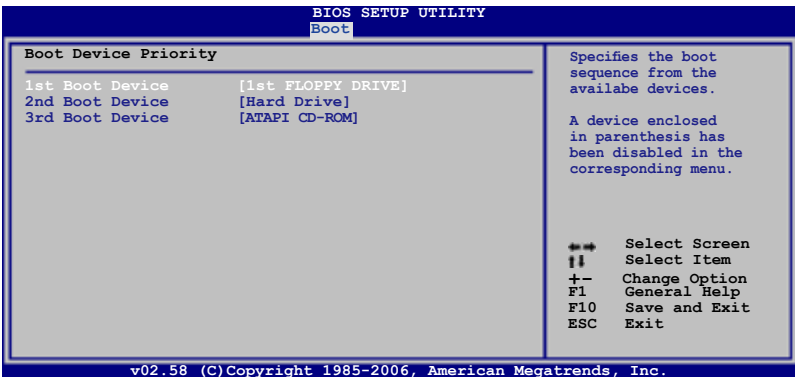 BIOS SETUP UTILITY
Boot
Boot Device Priority
1st Boot Device [1st FLOPPY DRIVE]
2nd Boot Device [Hard Drive]
3rd Boot Device [ATAPI CD-ROM]
Specifies the boot
sequence from the
availabe devices.
A device enclosed
in parenthesis has
been disabled in the
corresponding menu.
←→ Select Screen
↑↓ Select Item
+- Change Option
F1 General Help
F10 Save and Exit
ESC Exit
v02.58 (C)Copyright 1985-2006, American Megatrends, Inc.